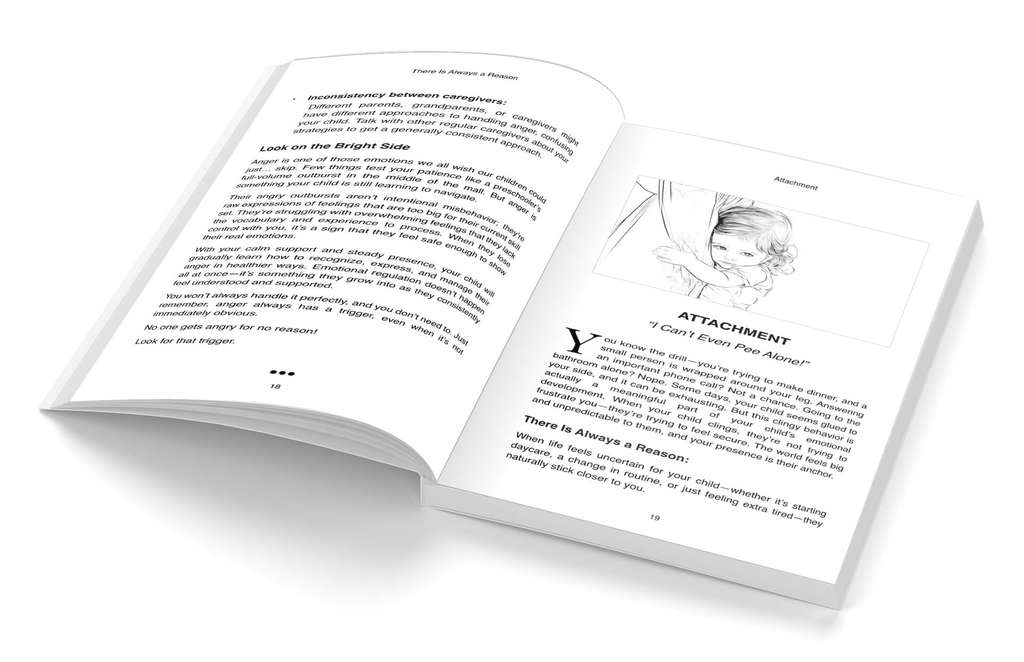 There Is Always a Reason
• Inconsistency between caregivers:
Different parents, grandparents, or caregivers might
have different approaches to handling anger, confusing
your child. Talk with other regular caregivers about your
strategies to get a generally consistent approach.
Look on the Bright Side
Anger is one of those emotions we all wish our children could
just... skip. Few things test your patience like a preschooler's
full-volume outburst in the middle of the mall. But anger is
something your child is still learning to navigate.
Their angry outbursts aren't intentional misbehavior; they're
raw expressions of feelings that are too big for their current skill
set. They're struggling with overwhelming feelings that they lack
the vocabulary and experience to process. When they lose
control with you, it's a sign that they feel safe enough to show
their real emotions.
With your calm support and steady presence, your child will
gradually learn how to recognize, express, and manage their
anger in healthier ways. Emotional regulation doesn't happen
all at once—it's something they grow into as they consistently
feel understood and supported.
You won't always handle it perfectly, and you don't need to. Just
remember, anger always has a trigger, even when it's not
immediately obvious.
No one gets angry for no reason!
Look for that trigger.
●●●
18
Attachment
ATTACHMENT
"I Can't Even Pee Alone!"
You know the drill—you're trying to make dinner, and a
small person is wrapped around your leg. Answering
an important phone call? Not a chance. Going to the
bathroom alone? Nope. Some days, your child seems glued to
your side, and it can be exhausting. But this clingy behavior is
actually a meaningful part of your child's emotional
development. When your child clings, they're not trying to
frustrate you—they're trying to feel secure. The world feels big
and unpredictable to them, and your presence is their anchor.
There Is Always a Reason:
When life feels uncertain for your child—whether it's starting
daycare, a change in routine, or just feeling extra tired—they
naturally stick closer to you.
19